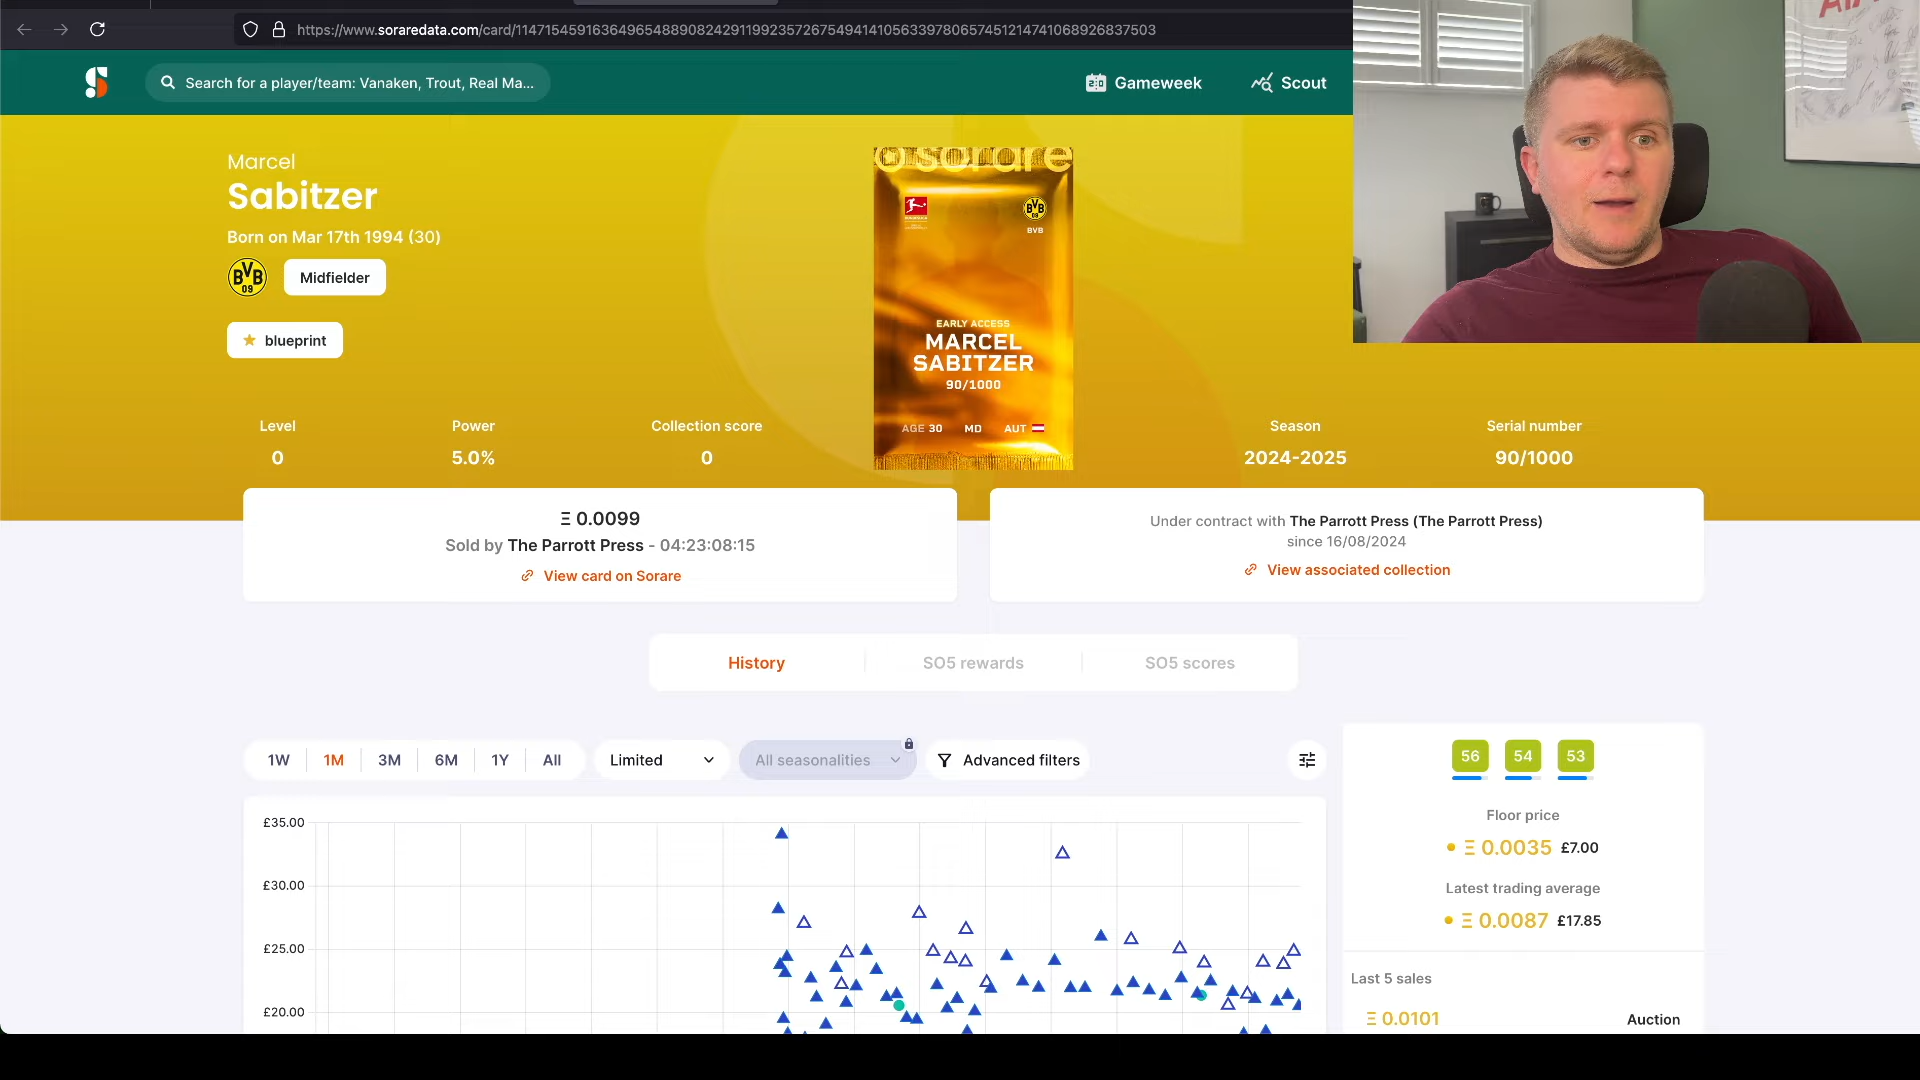 https://www.soraredata.com/card/114715459163649654889082429119923572675494141056339780657451214741068926837503
Search for a player/team: Vanaken, Trout, Real Ma...
Gameweek
Scout
Marcel
Sabitzer
Born on Mar 17th 1994 (30)
Midfielder
blueprint
sorare
BVB 09
BVB
EARLY ACCESS
MARCEL
SABITZER
90/1000
AGE 30 MD AUT
Level
0
Power
5.0%
Collection score
0
Season
2024-2025
Serial number
90/1000
Ξ 0.0099
Sold by The Parrott Press - 04:23:08:15
View card on Sorare
Under contract with The Parrott Press (The Parrott Press)
since 16/08/2024
View associated collection
History
SO5 rewards
SO5 scores
1W 1M 3M 6M 1Y All
Limited
All seasonalities
Advanced filters
£35.00
£30.00
£25.00
£20.00
56 54 53
Floor price
Ξ 0.0035 £7.00
Latest trading average
Ξ 0.0087 £17.85
Last 5 sales
Ξ 0.0101 Auction